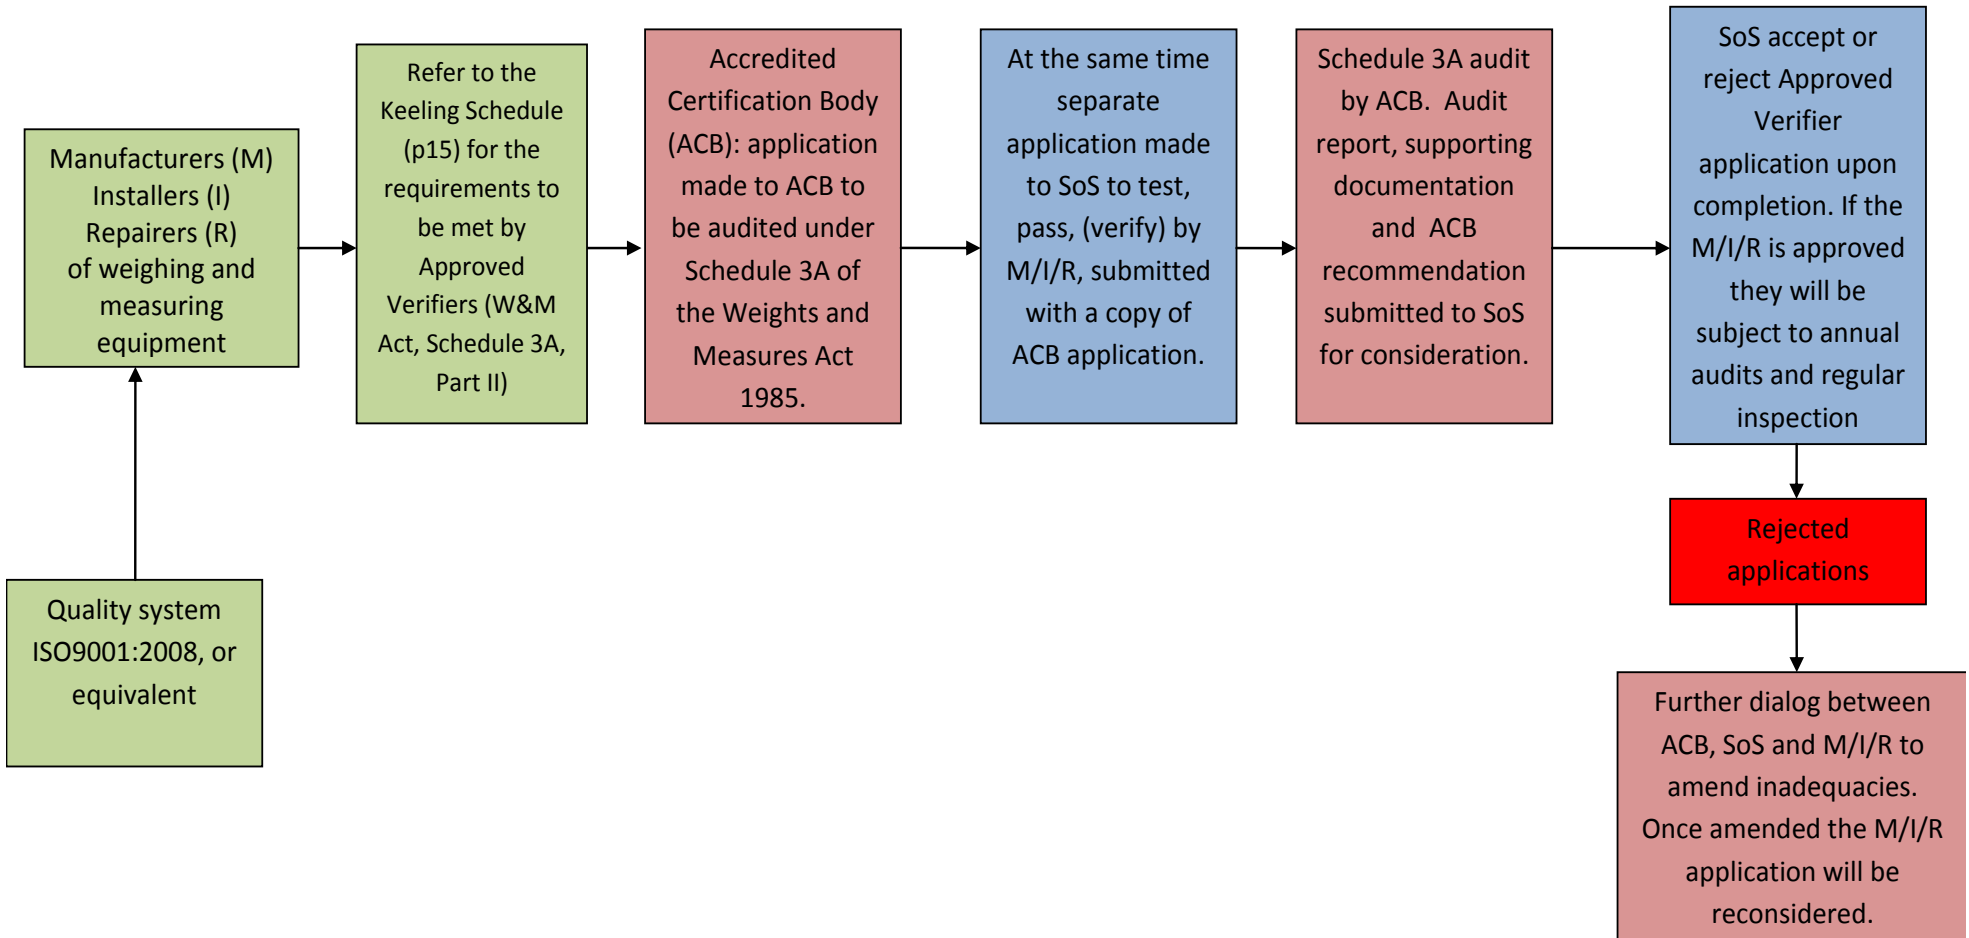 Manufacturers (M)
Installers (I)
Repairers (R)
of weighing and
measuring
equipment
Quality system
ISO9001:2008, or
equivalent
Refer to the
Keeling Schedule
(p15) for the
requirements to
be met by
Approved
Verifiers (W&M
Act, Schedule 3A,
Part II)
Accredited
Certification Body
(ACB): application
made to ACB to
be audited under
Schedule 3A of
the Weights and
Measures Act
1985.
At the same time
separate
application made
to SoS to test,
pass, (verify) by
M/I/R, submitted
with a copy of
ACB application.
Schedule 3A audit
by ACB.  Audit
report, supporting
documentation
and  ACB
recommendation
submitted to SoS
for consideration.
SoS accept or
reject Approved
Verifier
application upon
completion. If the
M/I/R is approved
they will be
subject to annual
audits and regular
inspection
Rejected
applications
Further dialog between
ACB, SoS and M/I/R to
amend inadequacies.
Once amended the M/I/R
application will be
reconsidered.